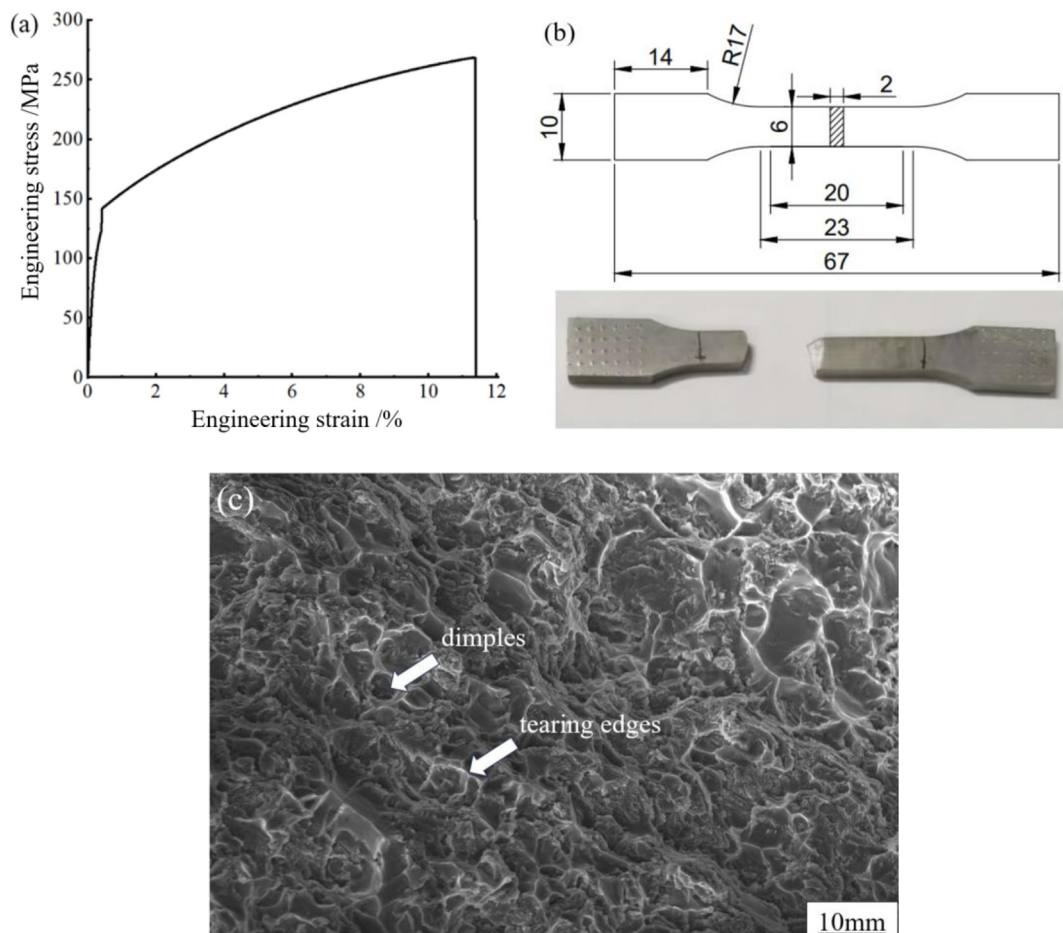 (a)
300
250
200
150
100
50
0
Engineering stress /MPa
0 2 4 6 8 10 12
Engineering strain /%
(b)
14
R17
2
10
6
20
23
67
(c)
dimples
tearing edges
10mm